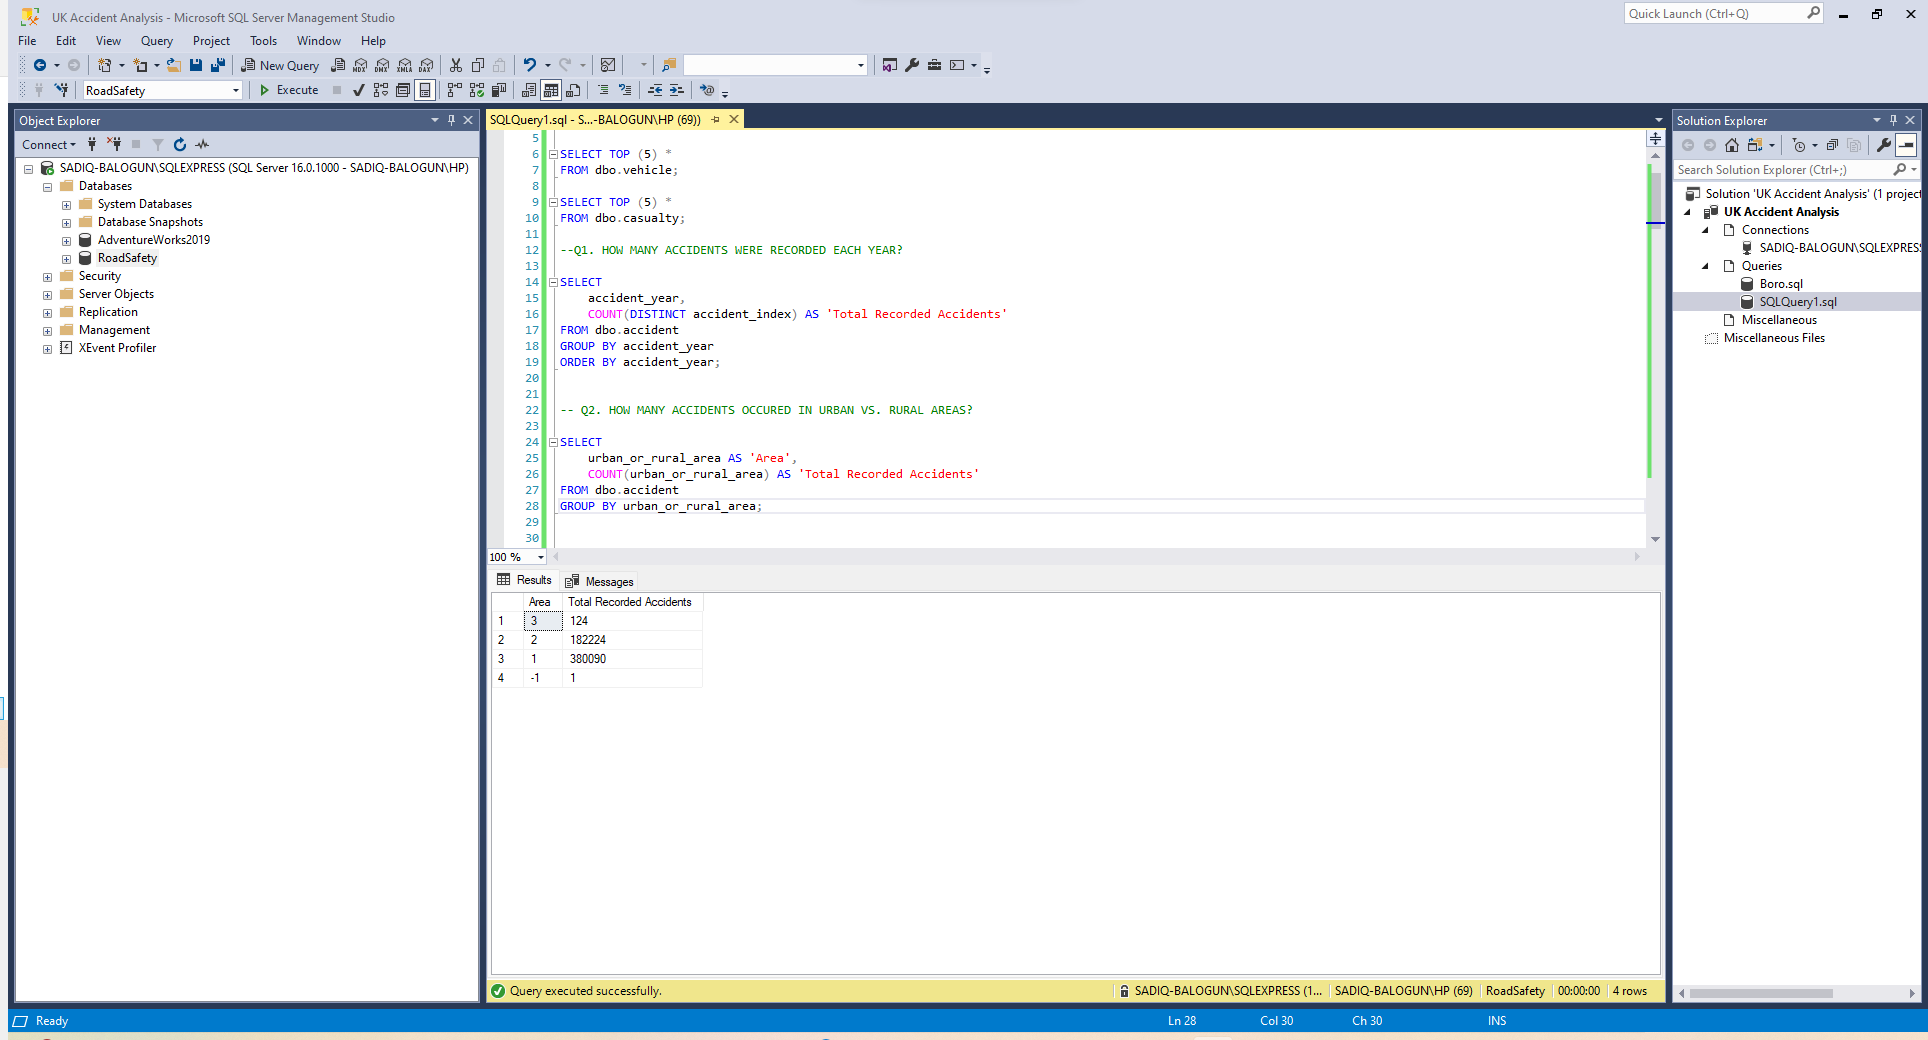 UK Accident Analysis - Microsoft SQL Server Management Studio
Quick Launch (Ctrl+Q)
File Edit View Query Project Tools Window Help
New Query
MDX DMX XMLA DAX
RoadSafety
Execute
Object Explorer
Connect
SADIQ-BALOGUN\SQLEXPRESS (SQL Server 16.0.1000 - SADIQ-BALOGUN\HP)
Databases
System Databases
Database Snapshots
AdventureWorks2019
RoadSafety
Security
Server Objects
Replication
Management
XEvent Profiler
SQLQuery1.sql - S...-BALOGUN\HP (69))
5
6 SELECT TOP (5) *
7 FROM dbo.vehicle;
8
9 SELECT TOP (5) *
10 FROM dbo.casualty;
11
12 --Q1. HOW MANY ACCIDENTS WERE RECORDED EACH YEAR?
13
14 SELECT
15 accident_year,
16 COUNT(DISTINCT accident_index) AS 'Total Recorded Accidents'
17 FROM dbo.accident
18 GROUP BY accident_year
19 ORDER BY accident_year;
20
21
22 -- Q2. HOW MANY ACCIDENTS OCCURED IN URBAN VS. RURAL AREAS?
23
24 SELECT
25 urban_or_rural_area AS 'Area',
26 COUNT(urban_or_rural_area) AS 'Total Recorded Accidents'
27 FROM dbo.accident
28 GROUP BY urban_or_rural_area;
29
30
100 %
Results Messages
Area Total Recorded Accidents
1 3 124
2 2 182224
3 1 380090
4 -1 1
Query executed successfully.
SADIQ-BALOGUN\SQLEXPRESS (1... SADIQ-BALOGUN\HP (69) RoadSafety 00:00:00 4 rows
Solution Explorer
Search Solution Explorer (Ctrl+;)
Solution 'UK Accident Analysis' (1 project
UK Accident Analysis
Connections
SADIQ-BALOGUN\SQLEXPRESS
Queries
Boro.sql
SQLQuery1.sql
Miscellaneous
Miscellaneous Files
Ready
Ln 28 Col 30 Ch 30 INS